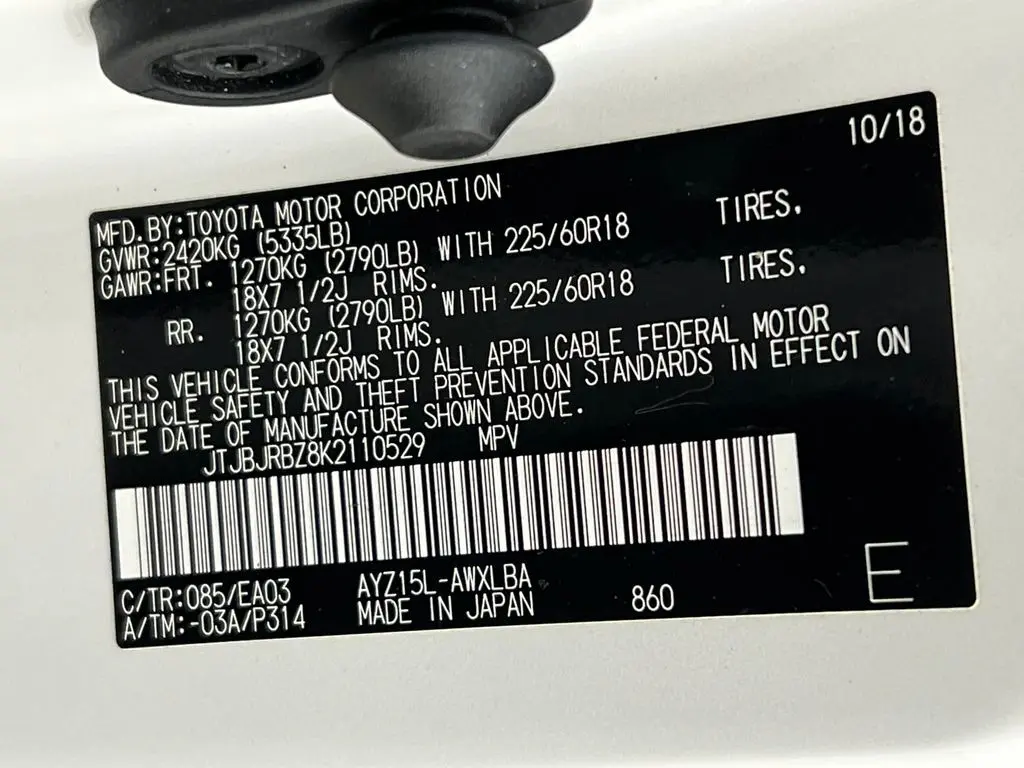 10/18
MFD.BY:TOYOTA MOTOR CORPORATION
GVWR:2420KG (5335LB)
GAWR:FRT. 1270KG (2790LB) WITH 225/60R18 TIRES.
18X7 1/2J RIMS.
RR. 1270KG (2790LB) WITH 225/60R18 TIRES.
18X7 1/2J RIMS.
THIS VEHICLE CONFORMS TO ALL APPLICABLE FEDERAL MOTOR
VEHICLE SAFETY AND THEFT PREVENTION STANDARDS IN EFFECT ON
THE DATE OF MANUFACTURE SHOWN ABOVE.
JTJBJRBZ8K2110529 MPV
C/TR:085/EA03 AYZ15L-AWXLBA
A/TM:-03A/P314 MADE IN JAPAN 860 E